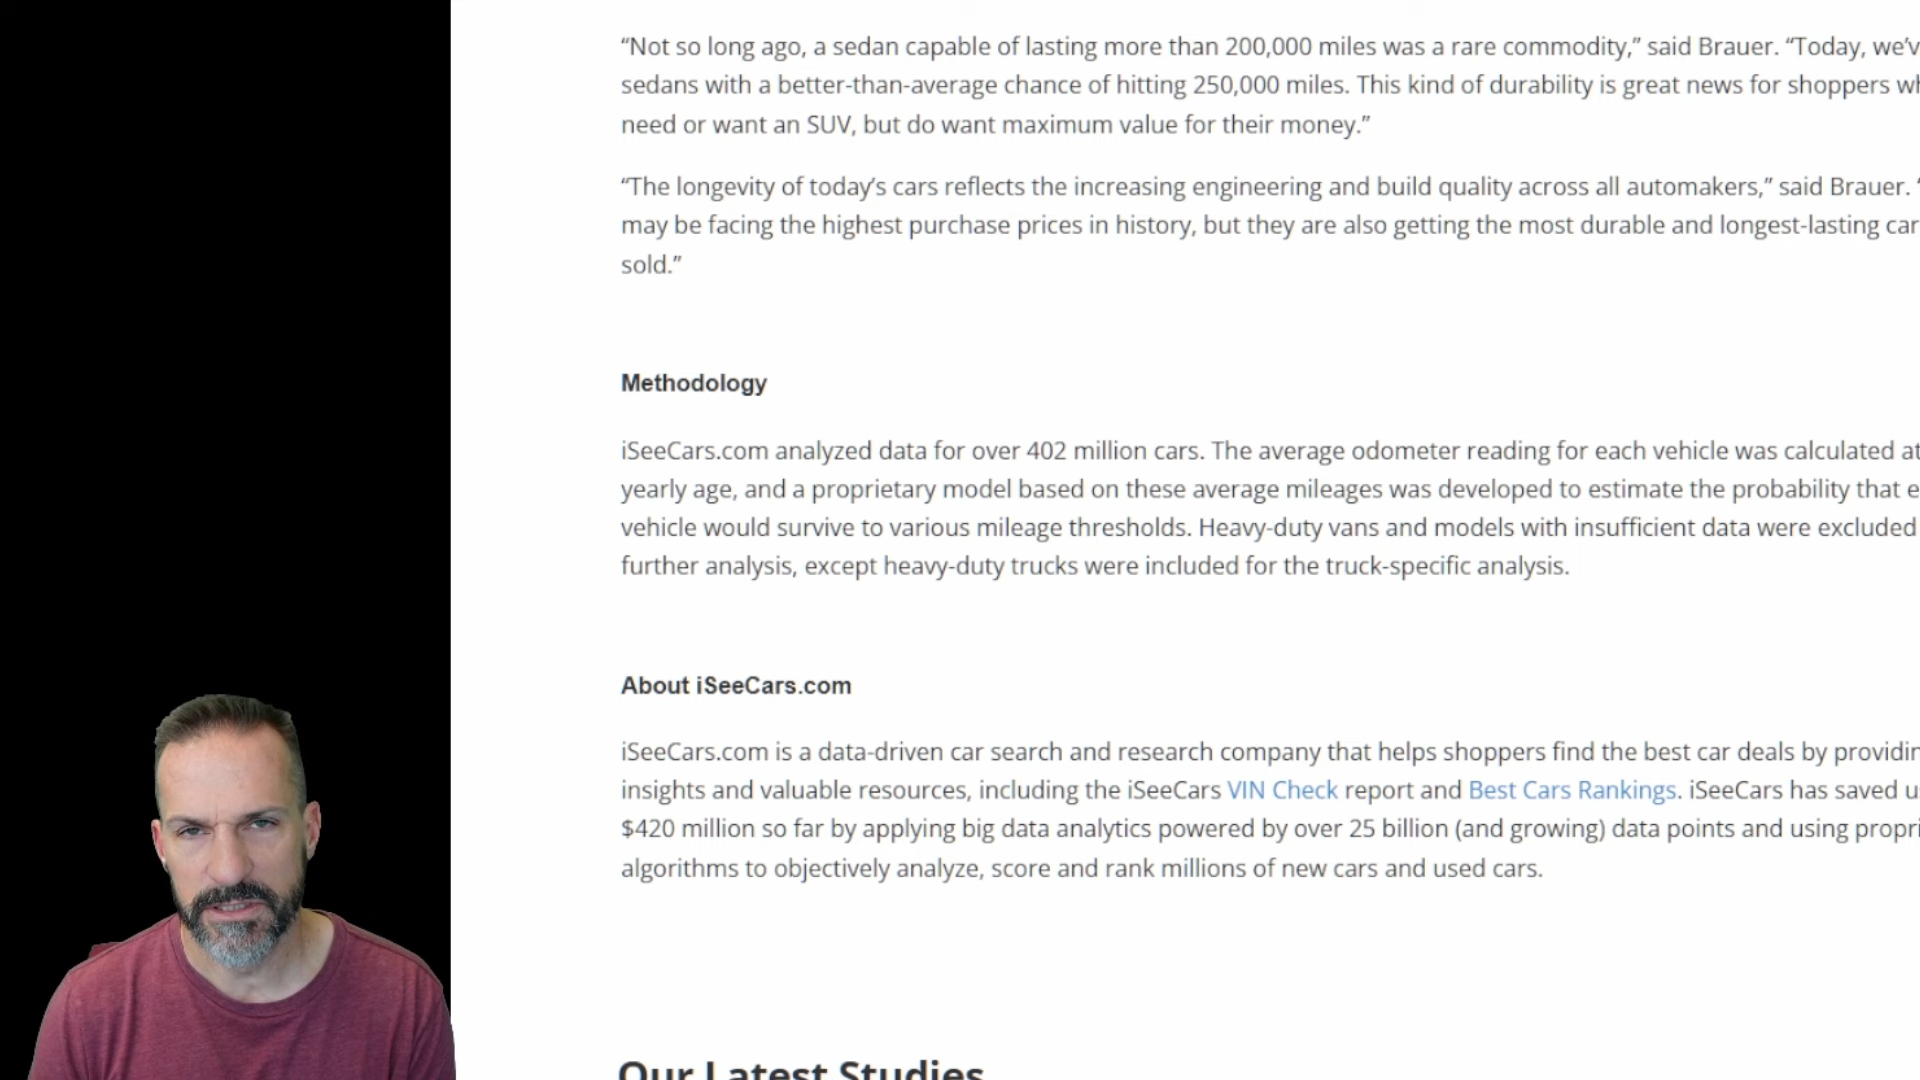 “Not so long ago, a sedan capable of lasting more than 200,000 miles was a rare commodity,” said Brauer. “Today,
sedans with a better-than-average chance of hitting 250,000 miles. This kind of durability is great news for shoppers
need or want an SUV, but do want maximum value for their money.”
“The longevity of today’s cars reflects the increasing engineering and build quality across all automakers,” said Brauer.
may be facing the highest purchase prices in history, but they are also getting the most durable and longest-lasting
sold.”
Methodology
iSeeCars.com analyzed data for over 402 million cars. The average odometer reading for each vehicle was calculated at
yearly age, and a proprietary model based on these average mileages was developed to estimate the probability that
vehicle would survive to various mileage thresholds. Heavy-duty vans and models with insufficient data were excluded
further analysis, except heavy-duty trucks were included for the truck-specific analysis.
About iSeeCars.com
iSeeCars.com is a data-driven car search and research company that helps shoppers find the best car deals by
insights and valuable resources, including the iSeeCars VIN Check report and Best Cars Rankings. iSeeCars has saved
$420 million so far by applying big data analytics powered by over 25 billion (and growing) data points and using
algorithms to objectively analyze, score and rank millions of new cars and used cars.
Our Latest Studies